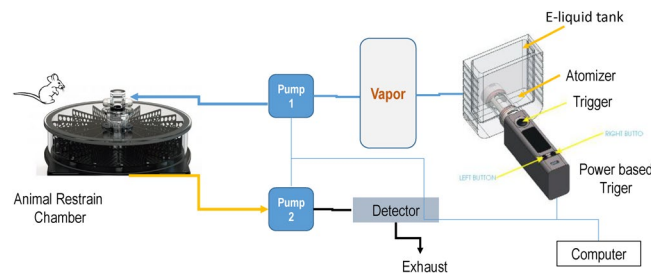 E-liquid tank
Atomizer
Trigger
RIGHT BUTTO
LEFT BUTTON
Power based
Triger
Pump
1
Vapor
Animal Restrain
Chamber
Pump
2
Detector
Exhaust
Computer